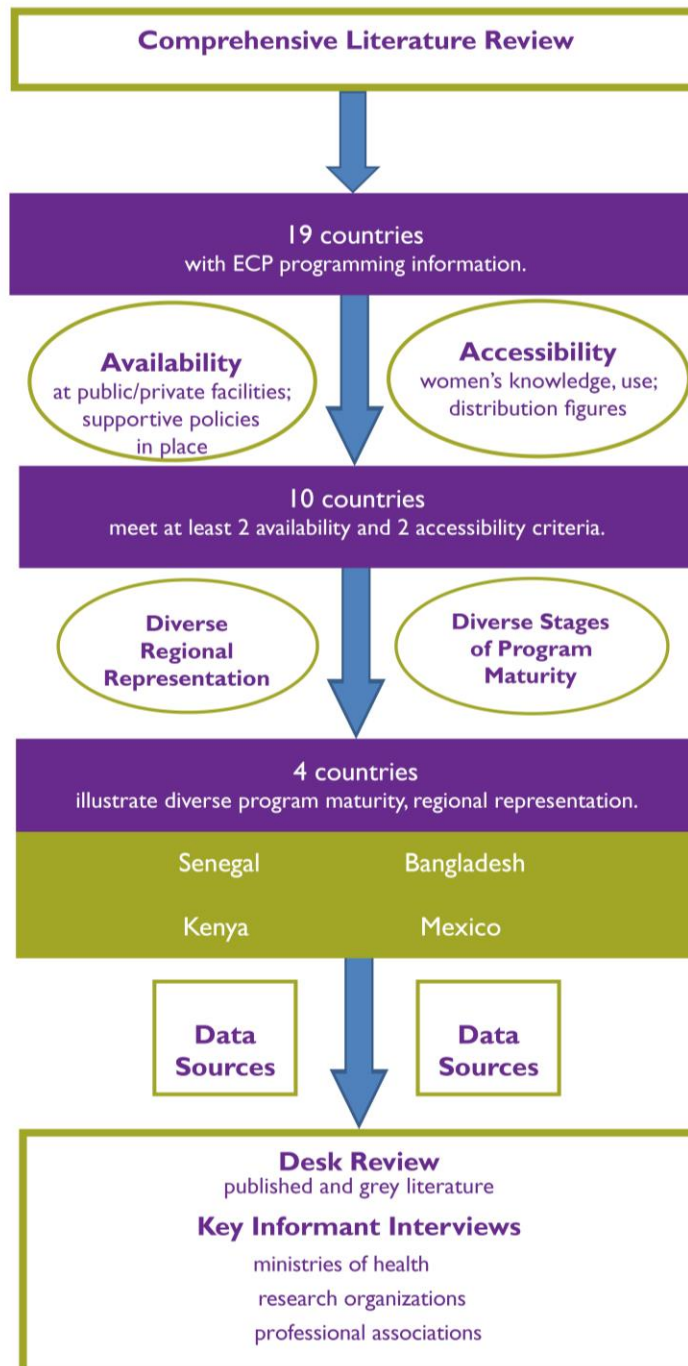 Comprehensive Literature Review
19 countries
with ECP programming information.
Availability
at public/private facilities;
supportive policies
in place
Accessibility
women's knowledge, use;
distribution figures
10 countries
meet at least 2 availability and 2 accessibility criteria.
Diverse
Regional
Representation
Diverse Stages
of Program
Maturity
4 countries
illustrate diverse program maturity, regional representation.
Senegal
Bangladesh
Kenya
Mexico
Data
Sources
Data
Sources
Desk Review
published and grey literature
Key Informant Interviews
ministries of health
research organizations
professional associations